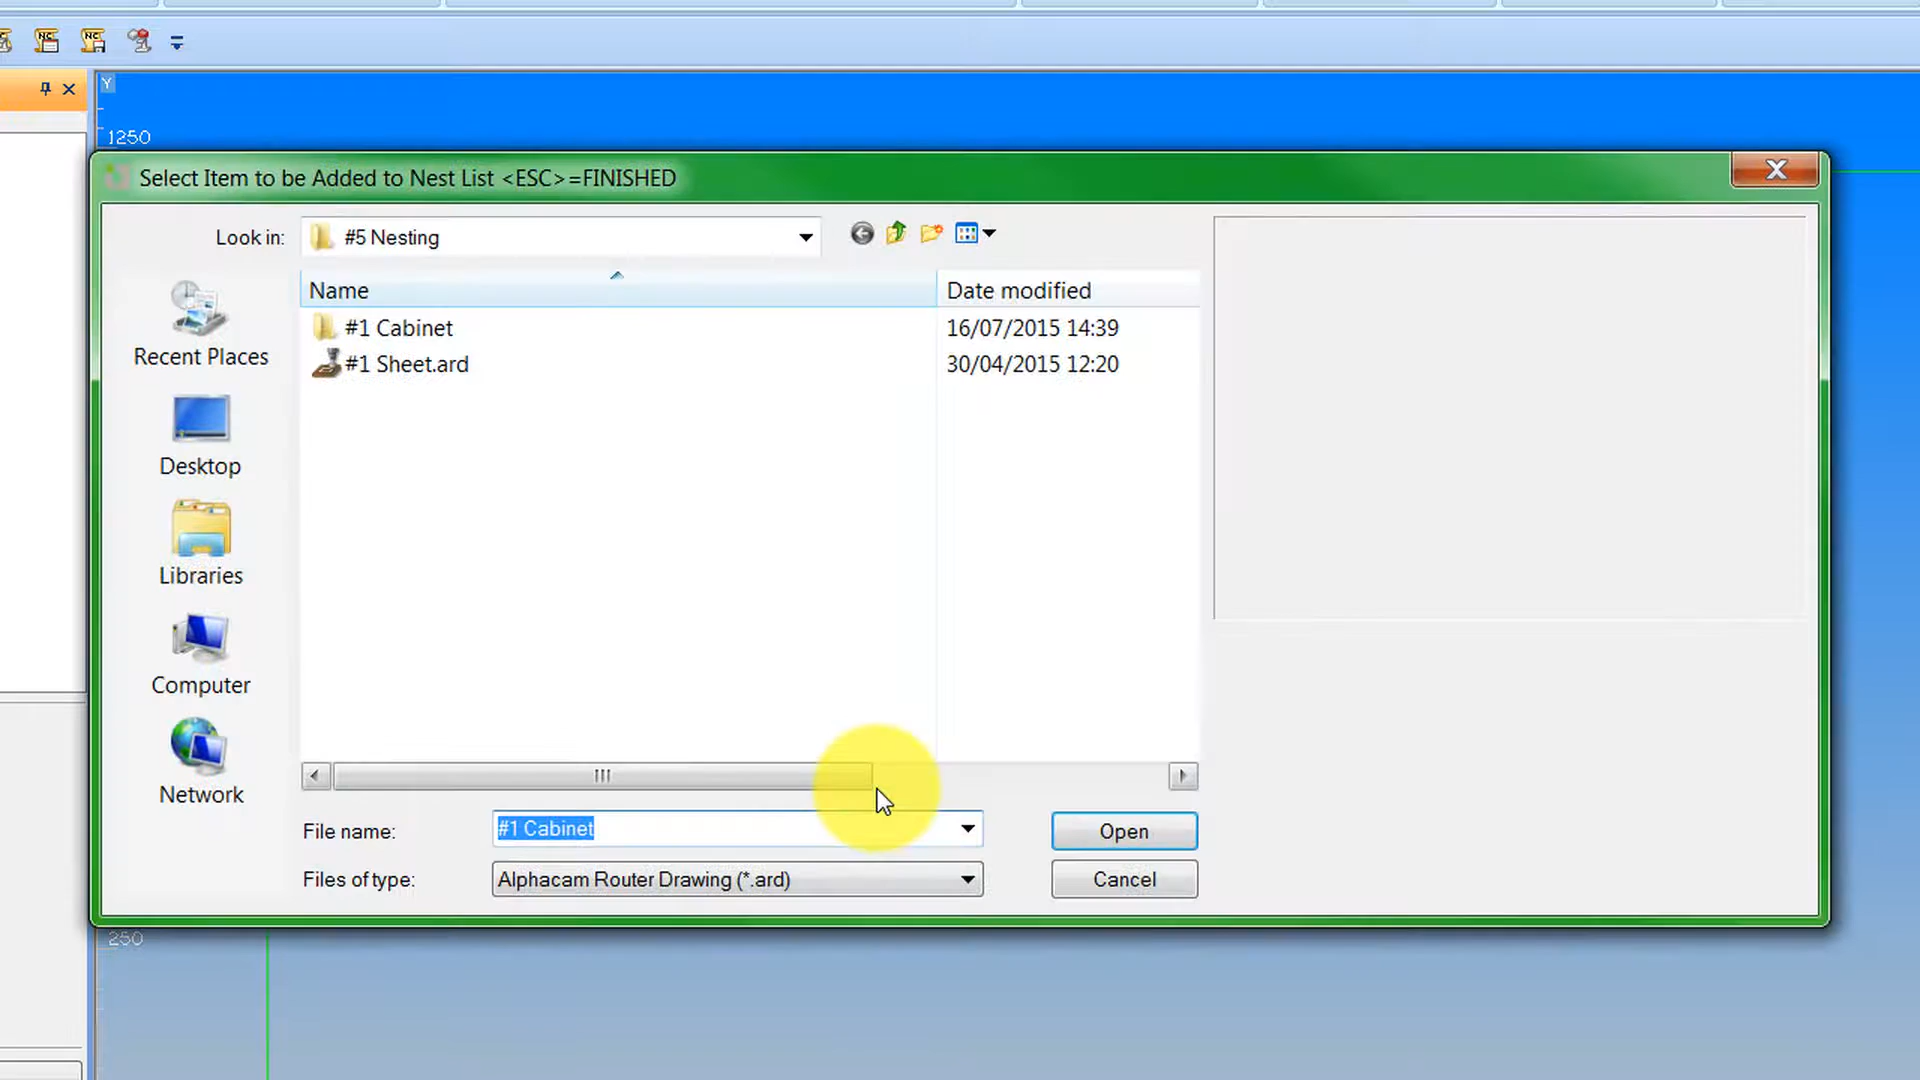 NC
NC
Y
1250
Select Item to be Added to Nest List <ESC>=FINISHED
Look in:
#5 Nesting
Name
Date modified
#1 Cabinet
16/07/2015 14:39
#1 Sheet.ard
30/04/2015 12:20
Recent Places
Desktop
Libraries
Computer
Network
File name:
#1 Cabinet
Open
Files of type:
Alphacam Router Drawing (*.ard)
Cancel
250